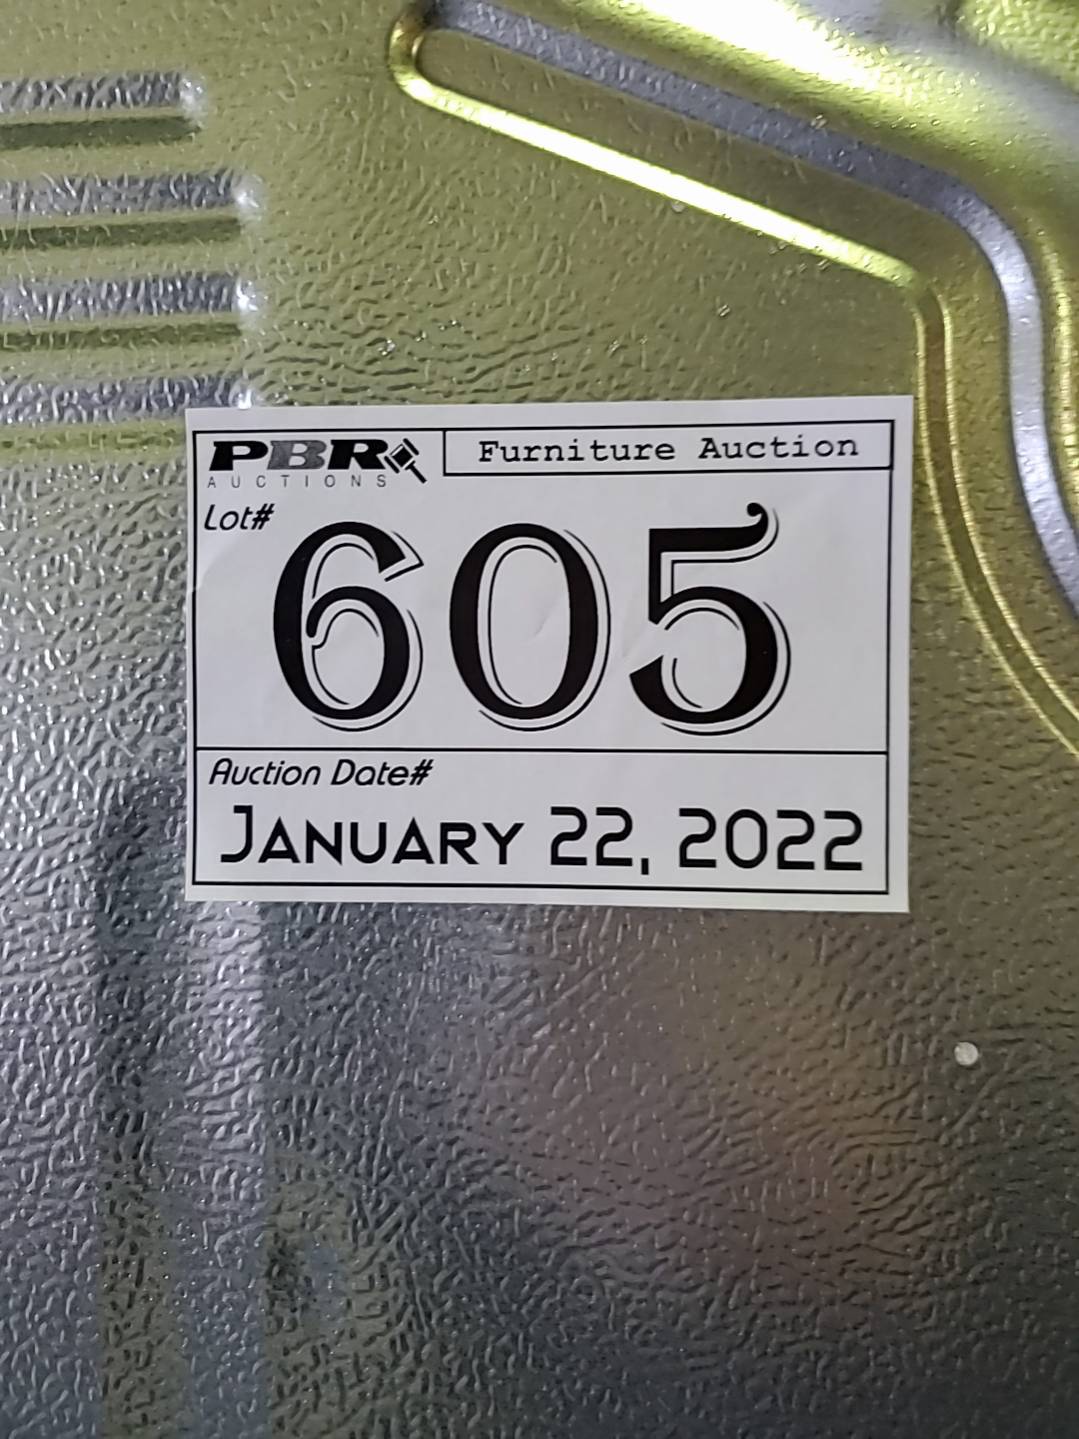 PBR
AUCTIONS
Furniture Auction
Lot#
605
Auction Date#
January 22, 2022